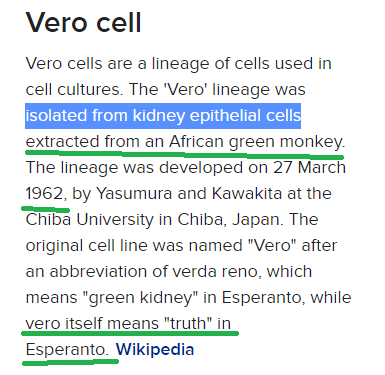 Vero cell
Vero cells are a lineage of cells used in
cell cultures. The 'Vero' lineage was
isolated from kidney epithelial cells
extracted from an African green monkey.
The lineage was developed on 27 March
1962, by Yasumura and Kawakita at the
Chiba University in Chiba, Japan. The
original cell line was named "Vero" after
an abbreviation of verda reno, which
means "green kidney" in Esperanto, while
vero itself means "truth" in
Esperanto. Wikipedia